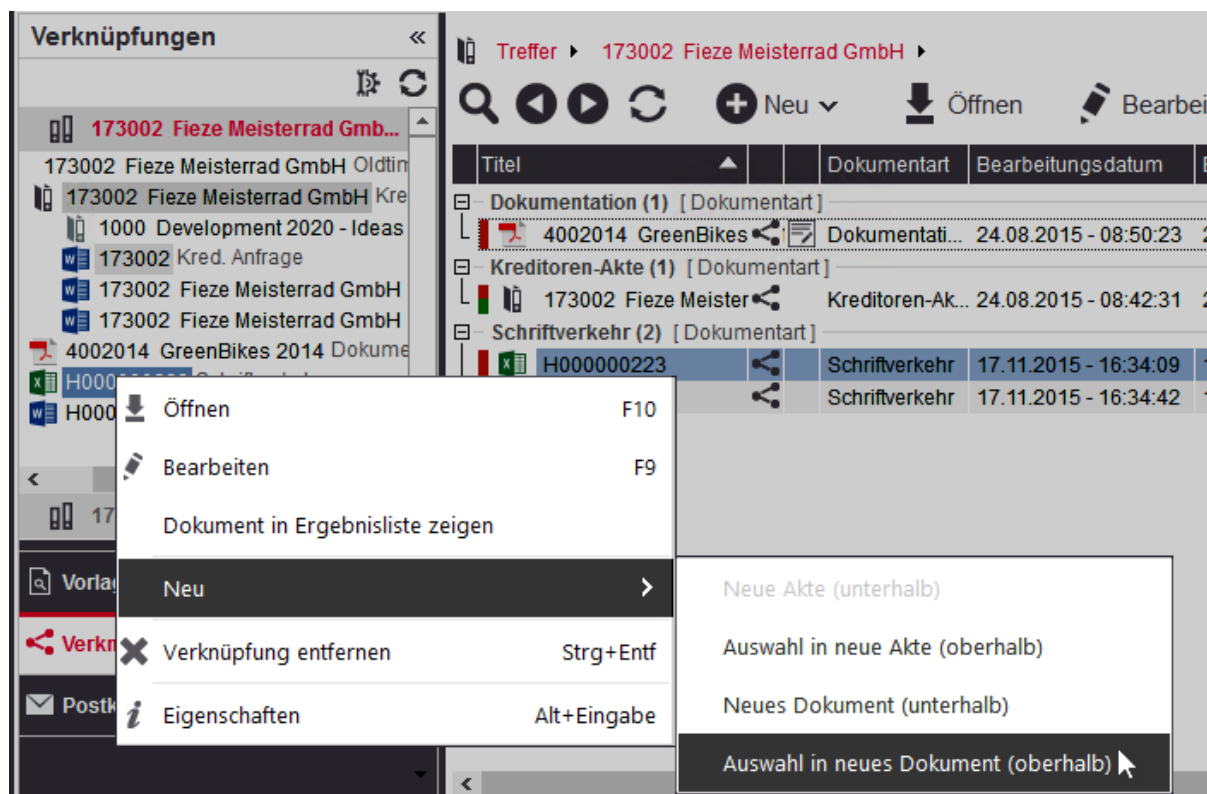 Verknüpfungen «
173002 Fieze Meisterrad Gmb...
173002 Fieze Meisterrad GmbH Oldtim
173002 Fieze Meisterrad GmbH Kre
1000 Development 2020 - Ideas
173002 Kred. Anfrage
173002 Fieze Meisterrad GmbH
173002 Fieze Meisterrad GmbH
4002014 GreenBikes 2014 Dokume
H000
17
Vorla
Verkn
Postk
Öffnen F10
Bearbeiten F9
Dokument in Ergebnisliste zeigen
Neu
Verknüpfung entfernen Strg+Entf
Eigenschaften Alt+Eingabe
Neue Akte (unterhalb)
Auswahl in neue Akte (oberhalb)
Neues Dokument (unterhalb)
Auswahl in neues Dokument (oberhalb)
Treffer 173002 Fieze Meisterrad GmbH
Neu Öffnen Bearbei
Titel Dokumentart Bearbeitungsdatum
Dokumentation (1) [ Dokumentart ]
4002014 GreenBikes Dokumentati... 24.08.2015 - 08:50:23
Kreditoren-Akte (1) [ Dokumentart ]
173002 Fieze Meister Kreditoren-Ak... 24.08.2015 - 08:42:31
Schriftverkehr (2) [ Dokumentart ]
H000000223 Schriftverkehr 17.11.2015 - 16:34:09
Schriftverkehr 17.11.2015 - 16:34:42